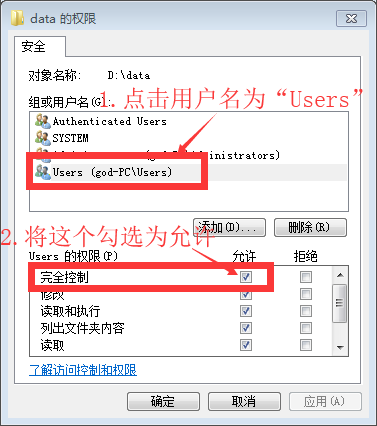 data 的权限
安全
对象名称: D:\data
组或用户名(G):
1.点击用户名为“Users”
Authenticated Users
SYSTEM
Users (god-PC\Users)
添加(D)... 删除(R)
2.将这个勾选为允许
Users 的权限(P) 允许 拒绝
完全控制
修改
读取和执行
列出文件夹内容
读取
了解访问控制和权限
确定 取消 应用(A)